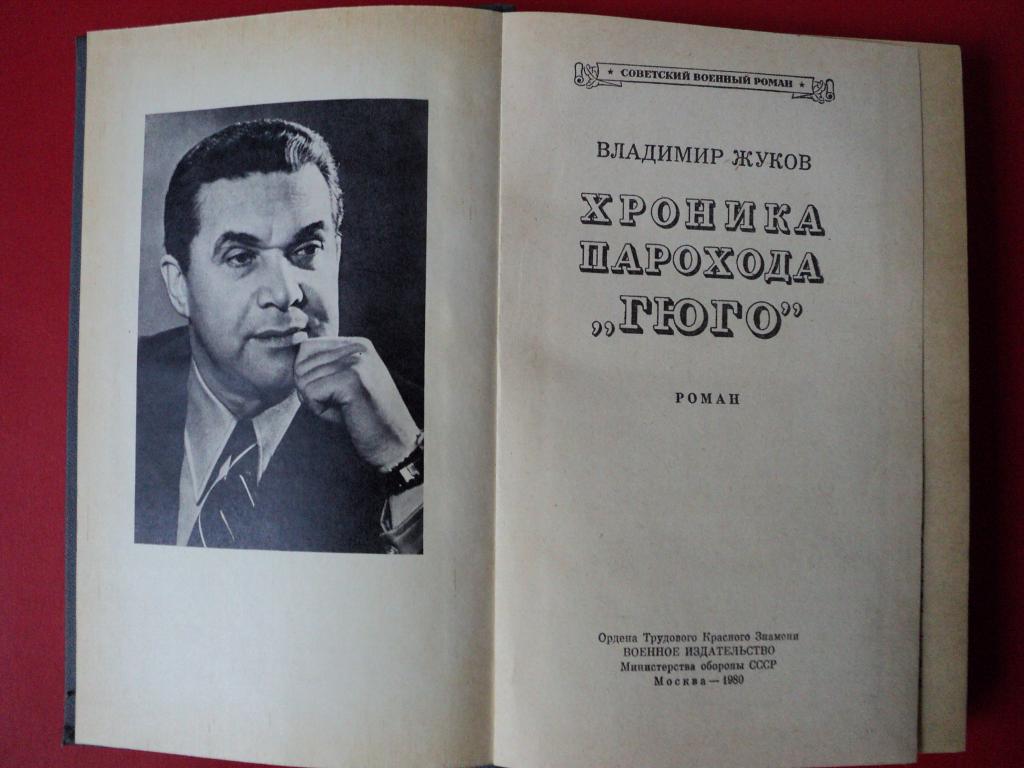 СОВЕТСКИЙ ВОЕННЫЙ РОМАН
ВЛАДИМИР ЖУКОВ
ХРОНИКА
ПАРОХОДА
„ГЮГО”
РОМАН
Ордена Трудового Красного Знамени
ВОЕННОЕ ИЗДАТЕЛЬСТВО
Министерства обороны СССР
Москва — 1980